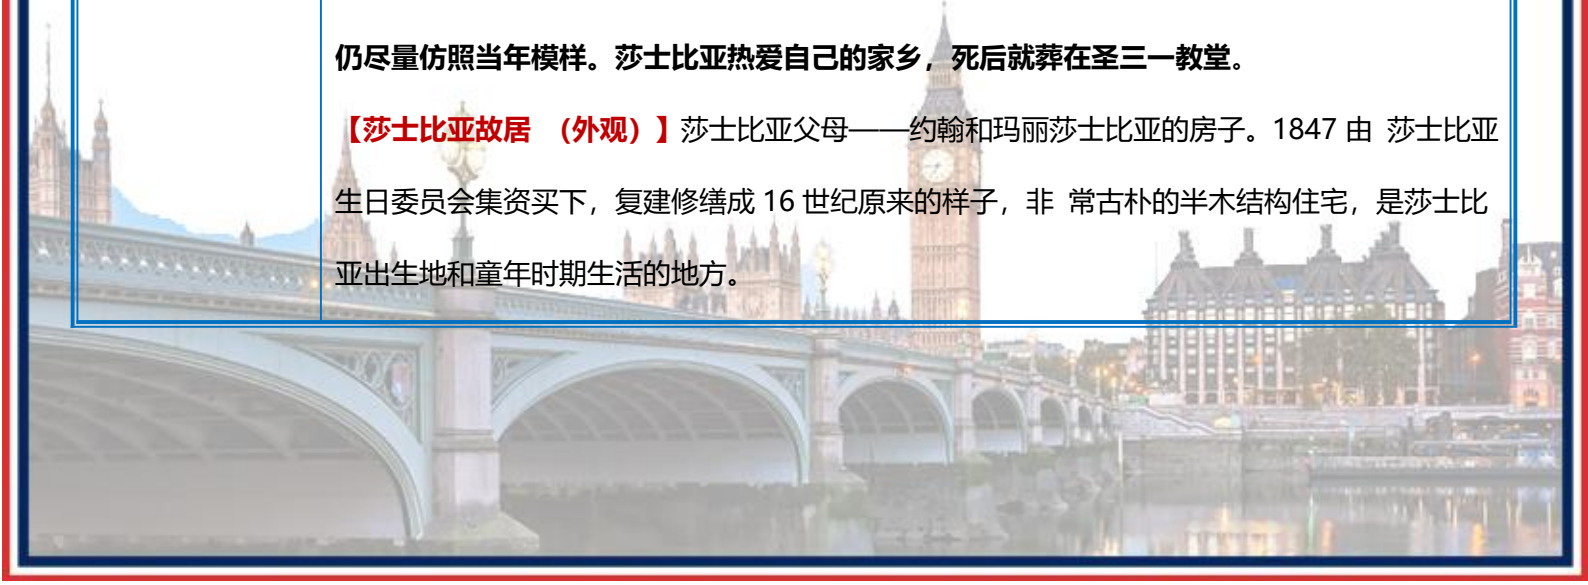 仍尽量仿照当年模样。莎士比亚热爱自己的家乡，死后就葬在圣三一教堂。
【莎士比亚故居 （外观）】莎士比亚父母——约翰和玛丽莎士比亚的房子。1847 由 莎士比亚
生日委员会集资买下，复建修缮成 16 世纪原来的样子，非 常古朴的半木结构住宅，是莎士比
亚出生地和童年时期生活的地方。